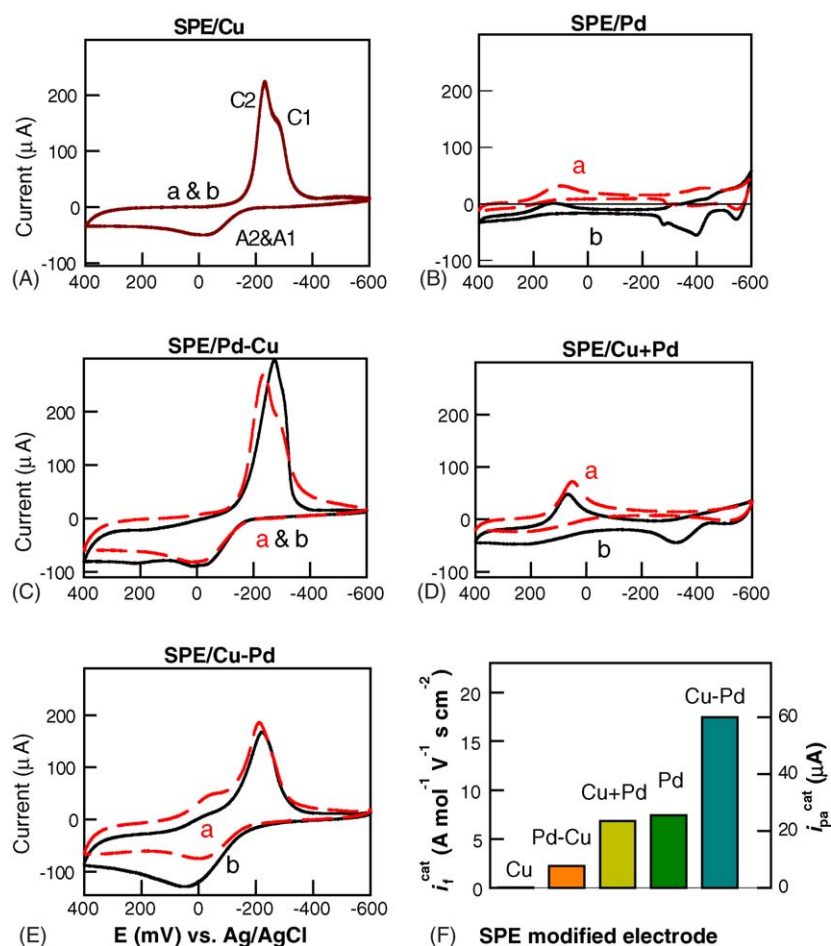 SPE/Cu
SPE/Pd
Current (μ A)
200
100
0
-100
C2
C1
a & b
A2&A1
(A)
400 200 0 -200 -400 -600
200
100
0
-100
a
b
(B)
400 200 0 -200 -400 -600
SPE/Pd-Cu
SPE/Cu+Pd
Current (μ A)
200
100
0
-100
a & b
(C)
400 200 0 -200 -400 -600
200
100
0
-100
a
b
(D)
400 200 0 -200 -400 -600
SPE/Cu-Pd
Current (μ A)
200
100
0
-100
a
b
400 200 0 -200 -400 -600
(E) E (mV) vs. Ag/AgCl
i_f^cat (A mol^-1 V^-1 s cm^-2)
20
15
10
5
0
Cu
Pd-Cu
Cu+Pd
Pd
Cu-Pd
60
40
20
0
i_pa^cat (μA)
(F) SPE modified electrode